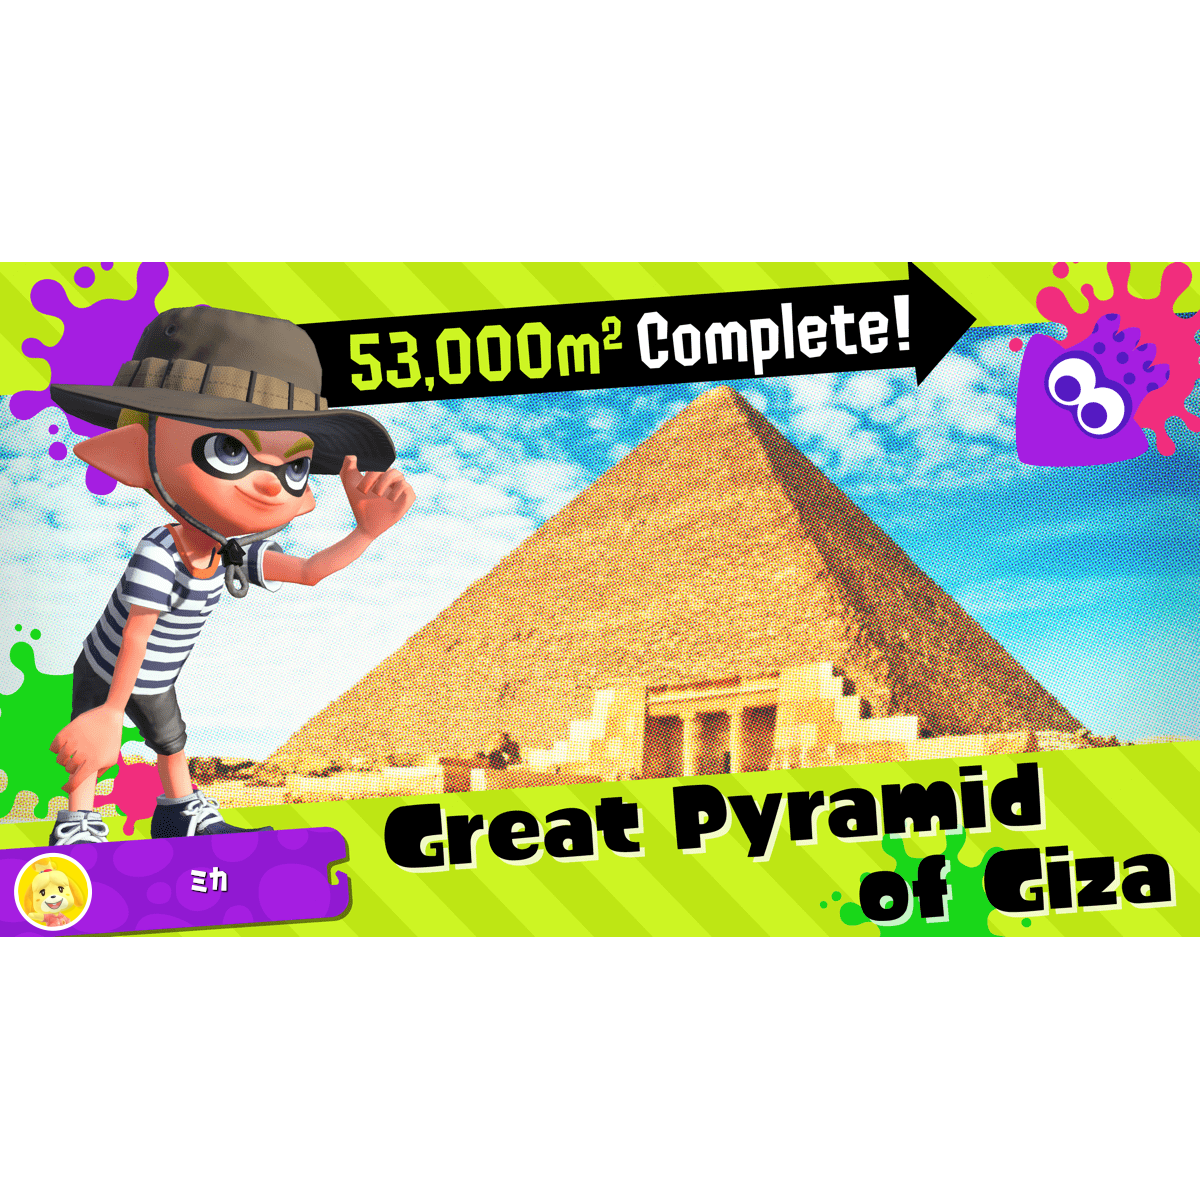 53,000m² Complete!
Great Pyramid
of Giza
ミカ